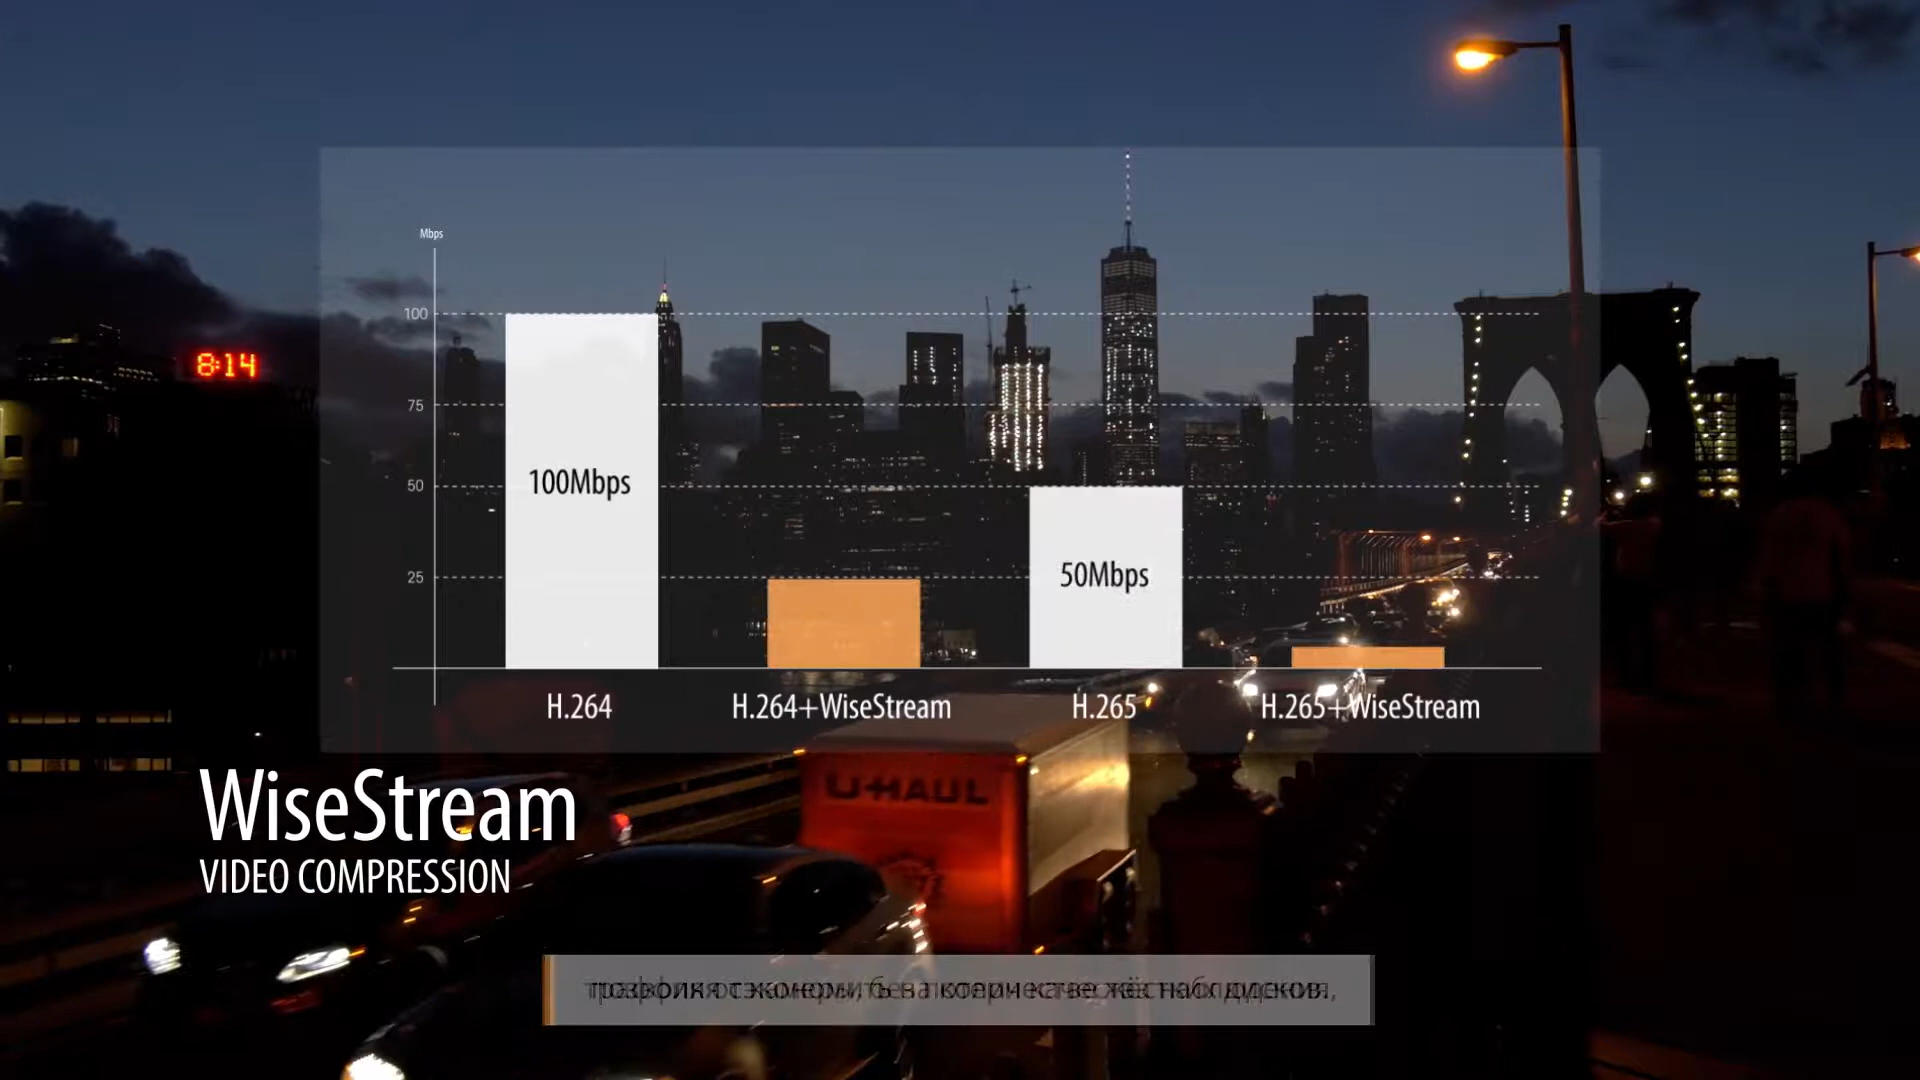 Mbps
100
8:14
75
100Mbps
50
50Mbps
25
H.264
H.264+WiseStream
H.265
H.265+WiseStream
U-HAUL
WiseStream
VIDEO COMPRESSION